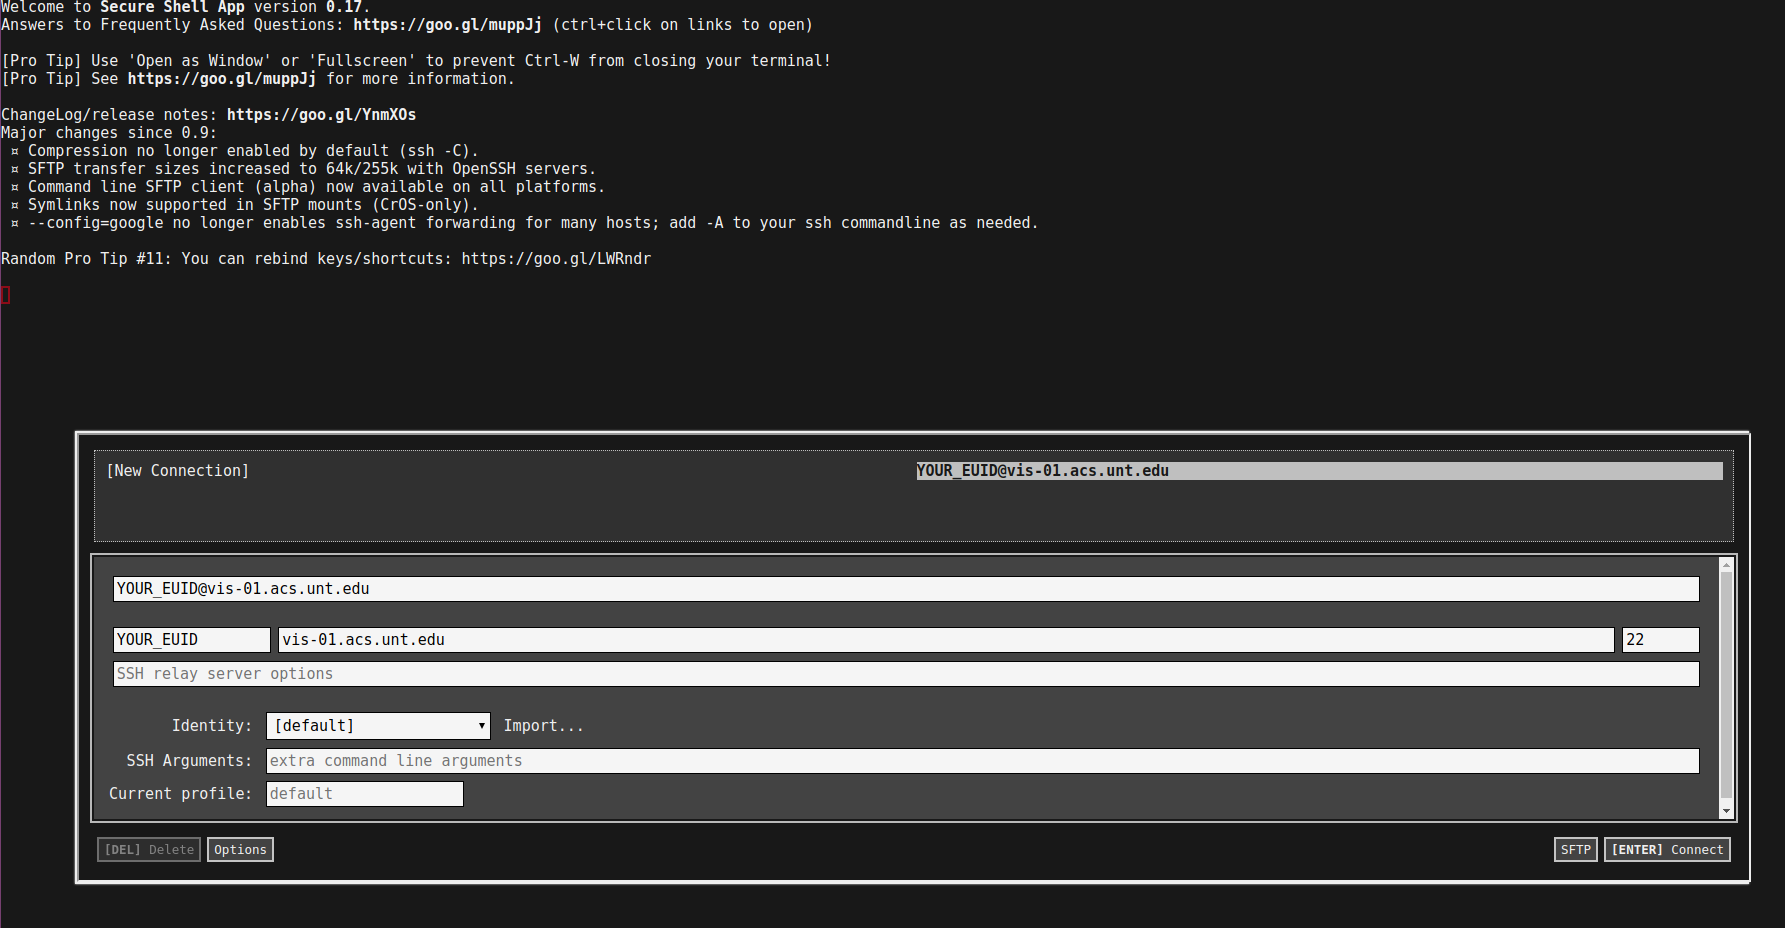 Welcome to Secure Shell App version 0.17.
Answers to Frequently Asked Questions: https://goo.gl/muppJj (ctrl+click on links to open)
[Pro Tip] Use 'Open as Window' or 'Fullscreen' to prevent Ctrl-W from closing your terminal!
[Pro Tip] See https://goo.gl/muppJj for more information.
ChangeLog/release notes: https://goo.gl/YnmXOs
Major changes since 0.9:
¤ Compression no longer enabled by default (ssh -C).
¤ SFTP transfer sizes increased to 64k/255k with OpenSSH servers.
¤ Command line SFTP client (alpha) now available on all platforms.
¤ Symlinks now supported in SFTP mounts (CrOS-only).
¤ --config=google no longer enables ssh-agent forwarding for many hosts; add -A to your ssh commandline as needed.
Random Pro Tip #11: You can rebind keys/shortcuts: https://goo.gl/LWRndr
[New Connection] YOUR_EUID@vis-01.acs.unt.edu
YOUR_EUID@vis-01.acs.unt.edu
YOUR_EUID vis-01.acs.unt.edu 22
SSH relay server options
Identity: [default] Import...
SSH Arguments: extra command line arguments
Current profile: default
[DEL] Delete Options SFTP [ENTER] Connect